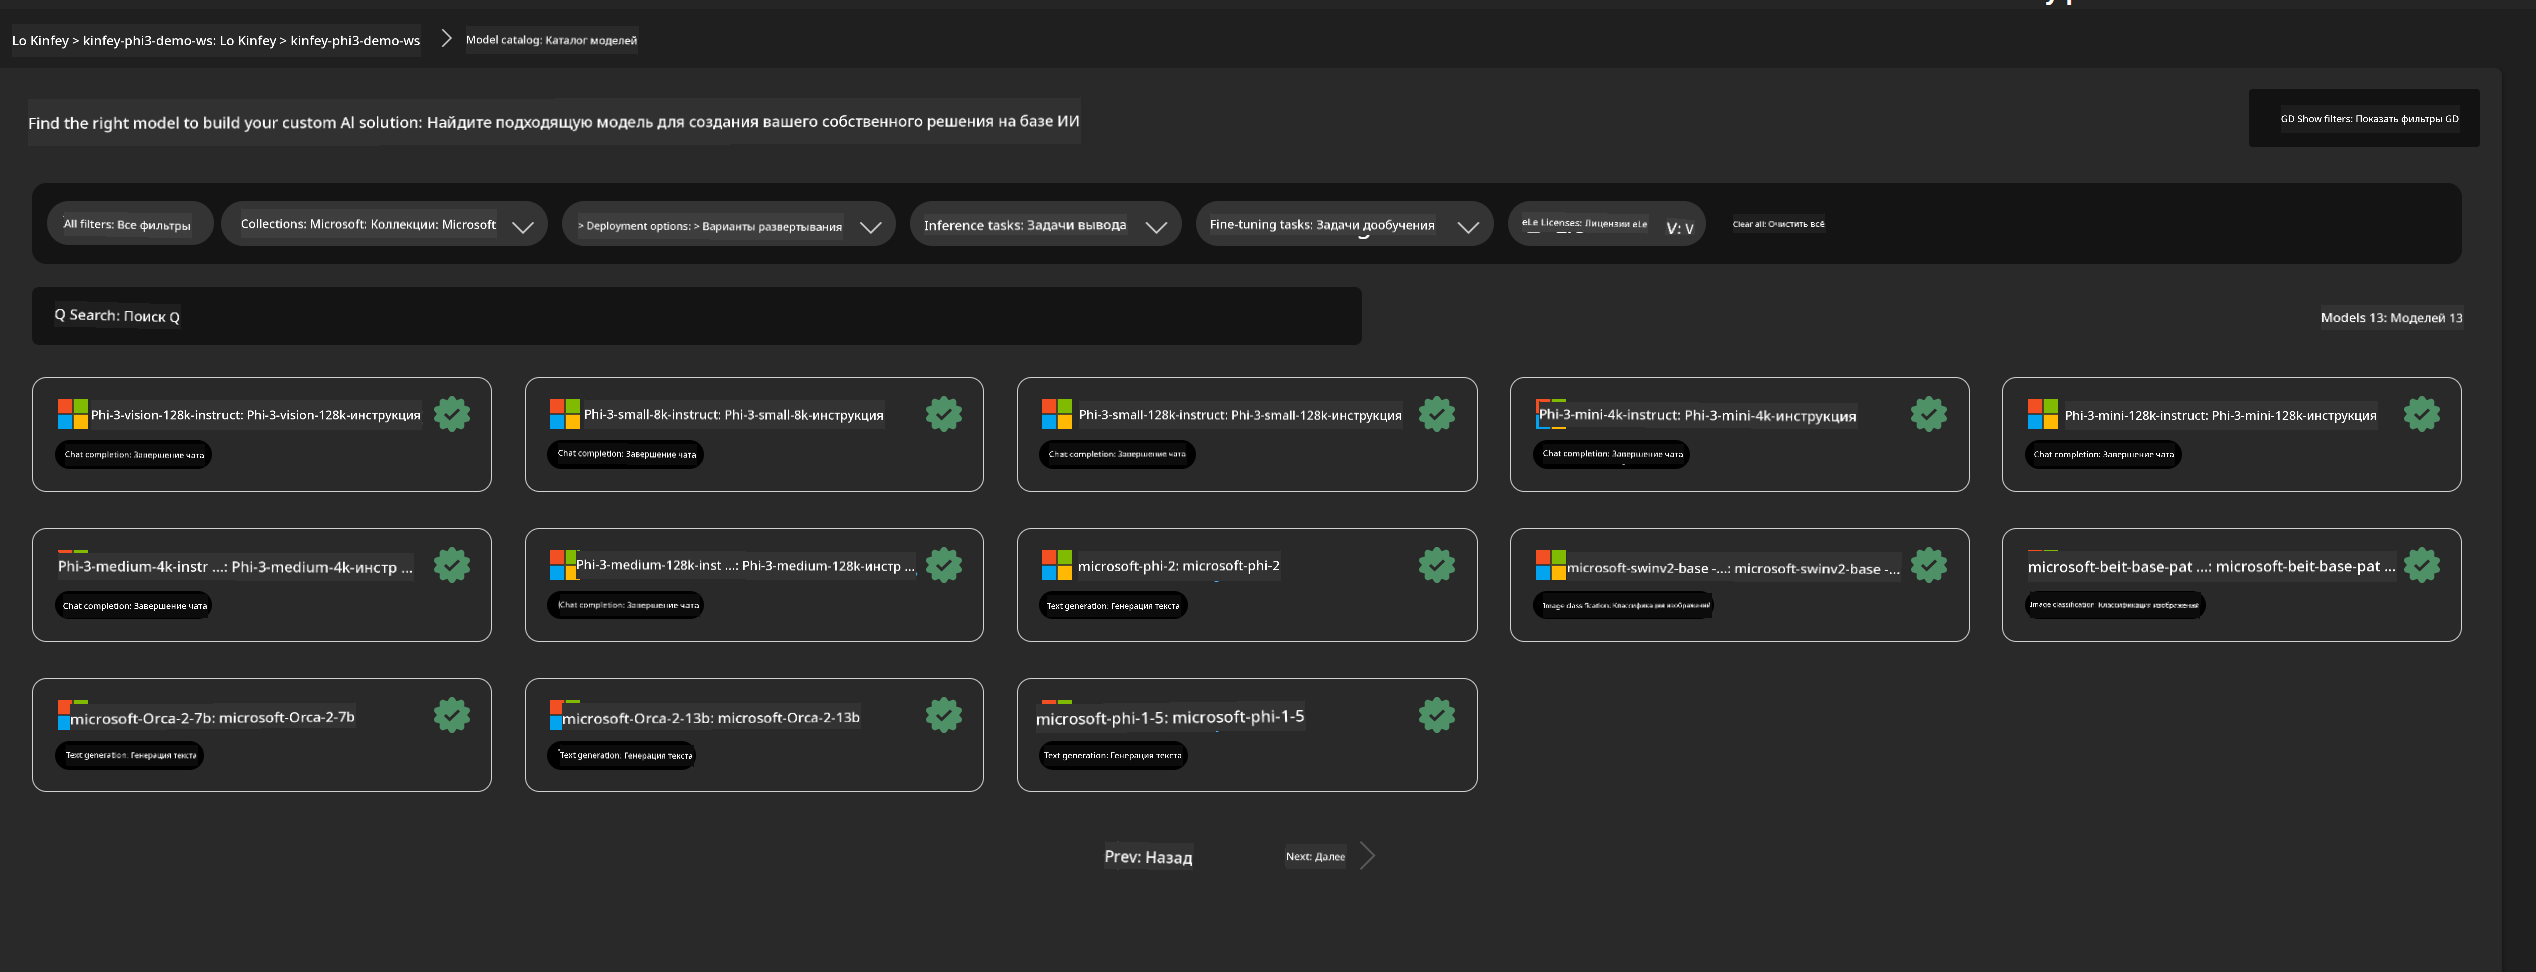 Lo Kinfey > kinfey-phi3-demo-ws: Lo Kinfey > kinfey-phi3-demo-ws
Model catalog: Каталог моделей
Find the right model to build your custom AI solution: Найдите подходящую модель для создания вашего собственного решения на базе ИИ
GD Show filters: Показать фильтры GD
All filters: Все фильтры
Collections: Microsoft: Коллекции: Microsoft
> Deployment options: > Варианты развертывания
Inference tasks: Задачи вывода
Fine-tuning tasks: Задачи дообучения
eLe Licenses: Лицензии eLe
V: V
Clear all: Очистить всё
Q Search: Поиск Q
Models 13: Моделей 13
Phi-3-vision-128k-instruct: Phi-3-vision-128k-инструкция
Chat completion: Завершение чата
Phi-3-small-8k-instruct: Phi-3-small-8k-инструкция
Chat completion: Завершение чата
Phi-3-small-128k-instruct: Phi-3-small-128k-инструкция
Chat completion: Завершение чата
Phi-3-mini-4k-instruct: Phi-3-mini-4k-инструкция
Chat completion: Завершение чата
Phi-3-mini-128k-instruct: Phi-3-mini-128k-инструкция
Chat completion: Завершение чата
Phi-3-medium-4k-instr ...: Phi-3-medium-4k-инстр ...
Chat completion: Завершение чата
Phi-3-medium-128k-inst ...: Phi-3-medium-128k-инстр ...
(Chat completion: Завершение чата
microsoft-phi-2: microsoft-phi-2
Text generation: Генерация текста
microsoft-swinv2-base -...: microsoft-swinv2-base -...
Image classification: Классификация изображений
microsoft-beit-base-pat ...: microsoft-beit-base-pat ...
Image classification: Классификация изображений
microsoft-Orca-2-7b: microsoft-Orca-2-7b
Text generation: Генерация текста
microsoft-Orca-2-13b: microsoft-Orca-2-13b
Text generation: Генерация текста
microsoft-phi-1-5: microsoft-phi-1-5
Text generation: Генерация текста
Prev: Назад
Next: Далее